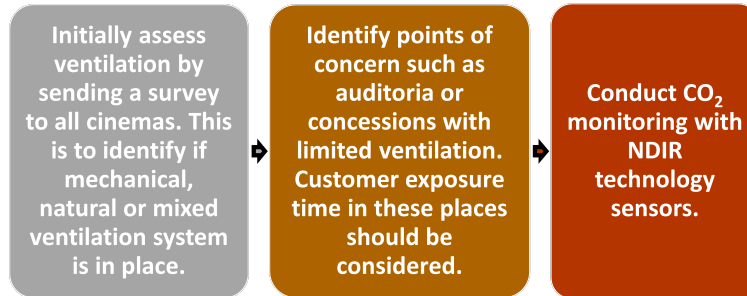 Initially assess
ventilation by
sending a survey
to all cinemas. This
is to identify if
mechanical,
natural or mixed
ventilation system
is in place.
Identify points of
concern such as
auditoria or
concessions with
limited ventilation.
Customer exposure
time in these places
should be
considered.
Conduct CO₂
monitoring with
NDIR
technology
sensors.